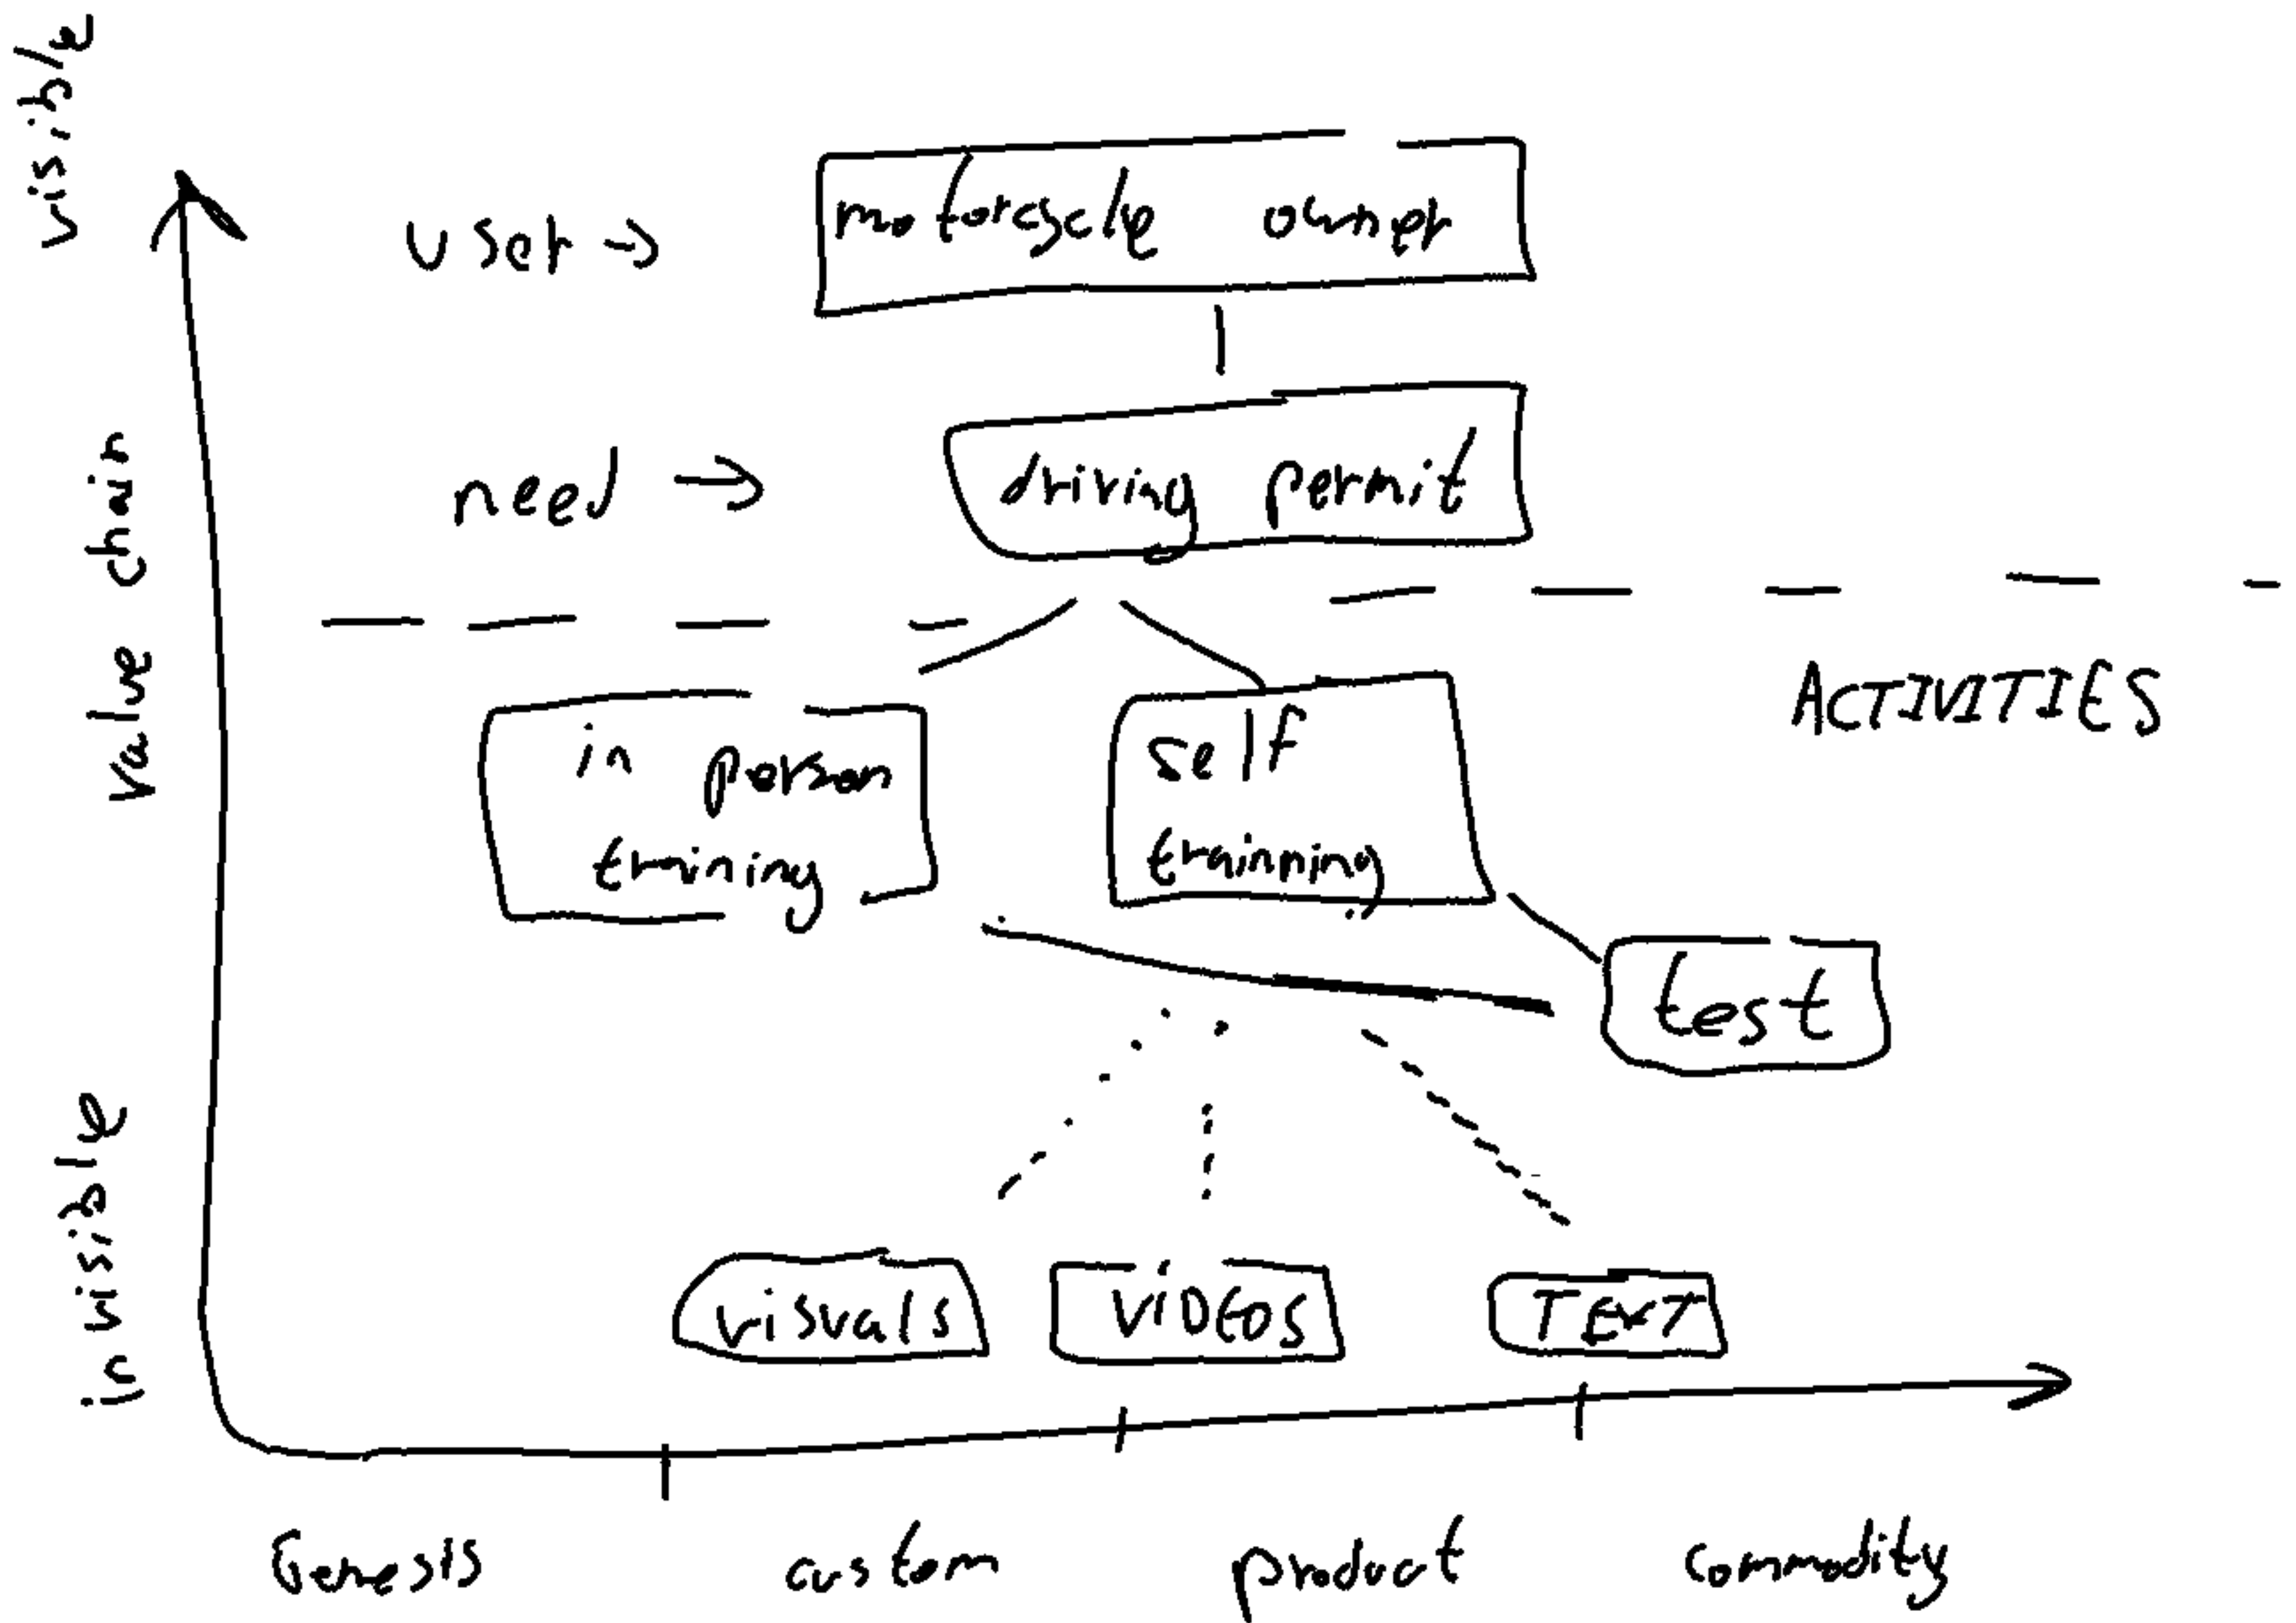 visible
user → motorcycle owner
need → driving permit
value chain
ACTIVITIES
in person
training
self
trainning
test
invisible
visuals
VIDEOS
TEXT
Genesis
custom
product
commodity